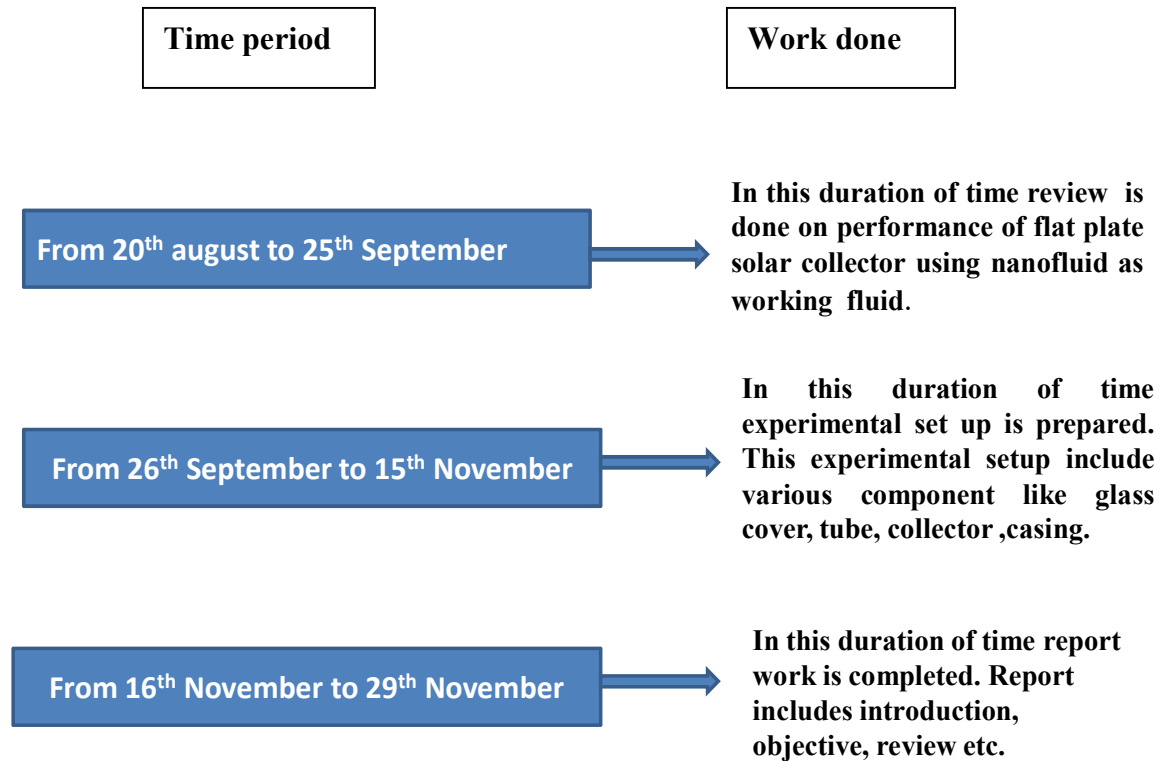 Time period
Work done
From 20th august to 25th September
In this duration of time review is
done on performance of flat plate
solar collector using nanofluid as
working fluid.
From 26th September to 15th November
In this duration of time
experimental set up is prepared.
This experimental setup include
various component like glass
cover, tube, collector ,casing.
From 16th November to 29th November
In this duration of time report
work is completed. Report
includes introduction,
objective, review etc.